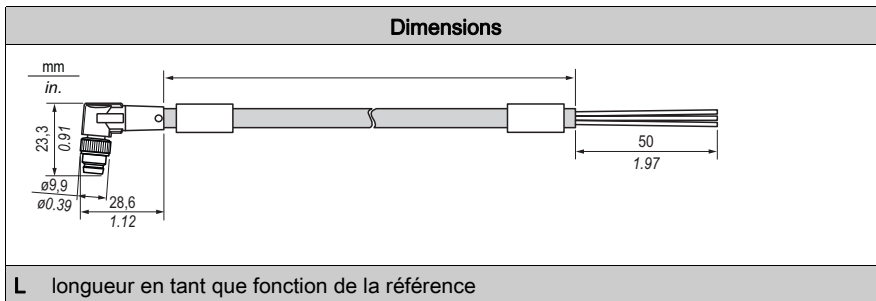 Dimensions
mm
in.
23,3
0.91
ø9,9
ø0.39
28,6
1.12
50
1.97
L longueur en tant que fonction de la référence